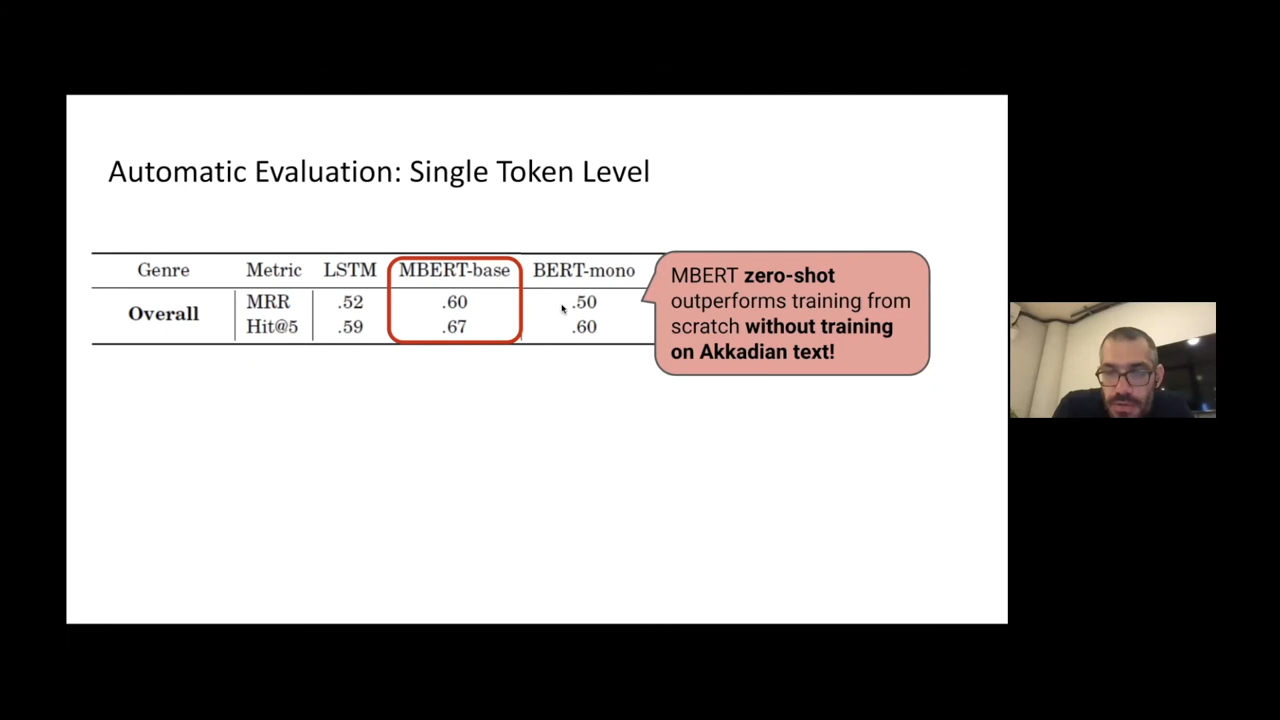 Automatic Evaluation: Single Token Level
Genre Metric LSTM MBERT-base BERT-mono
Overall MRR .52 .60 .50
Hit@5 .59 .67 .60
MBERT zero-shot
outperforms training from
scratch without training
on Akkadian text!